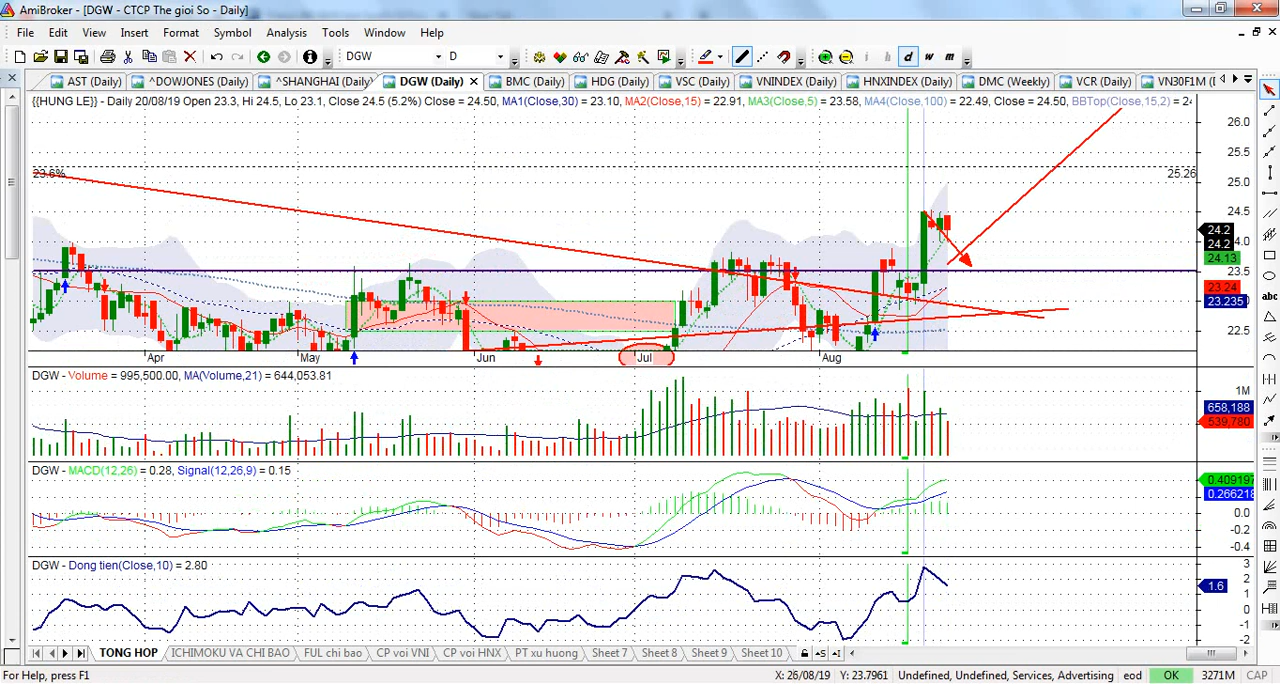 AmiBroker - [DGW - CTCP The gioi So - Daily]
File Edit View Insert Format Symbol Analysis Tools Window Help
DGW D i h d w m
AST (Daily) ^DOWJONES (Daily) ^SHANGHAI (Daily) DGW (Daily) BMC (Daily) HDG (Daily) VSC (Daily) VNINDEX (Daily) HNXINDEX (Daily) DMC (Weekly) VCR (Daily) VN30F1M (D
{{HUNG LE}} - Daily 20/08/19 Open 23.3, Hi 24.5, Lo 23.1, Close 24.5 (5.2%) Close = 24.50, MA1(Close,30) = 23.10, MA2(Close,15) = 22.91, MA3(Close,5) = 23.58, MA4(Close,100) = 22.49, Close = 24.50, BBTop(Close,15,2) = 24
26.0
25.5
23.6% 25.26
25.0
24.5
24.2
24.2
24.0
24.13
23.5
23.24
23.235
22.5
Apr May Jun Jul Aug
DGW - Volume = 995,500.00, MA(Volume,21) = 644,053.81
1M
658,188
539,780
DGW - MACD(12,26) = 0.28, Signal(12,26,9) = 0.15
0.409197
0.266218
0.0
-0.2
-0.4
DGW - Dong tien(Close,10) = 2.80
3
2
1.6
1
0
-1
-2
TONG HOP ICHIMOKU VA CHI BAO FUL chi bao CP voi VNI CP voi HNX PT xu huong Sheet 7 Sheet 8 Sheet 9 Sheet 10
For Help, press F1 X: 26/08/19 Y: 23.7961 Undefined, Undefined, Services, Advertising eod OK 3271M CAP
abc